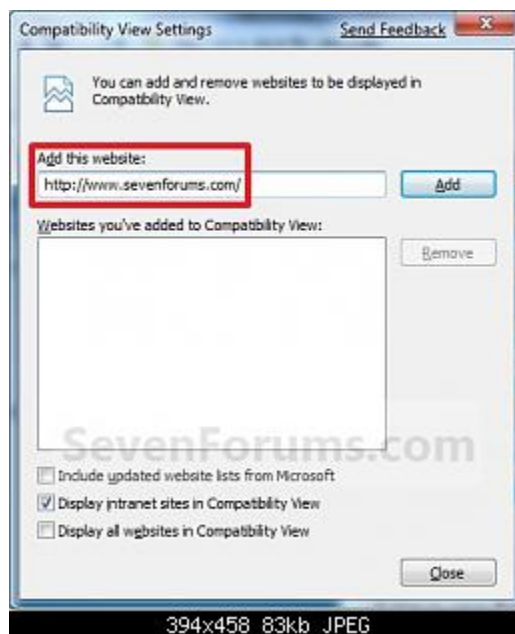 Compatibility View Settings Send Feedback
You can add and remove websites to be displayed in
Compatibility View.
Add this website:
http://www.sevenforums.com/
Add
Websites you've added to Compatibility View:
Remove
SevenForums.com
Include updated website lists from Microsoft
Display intranet sites in Compatibility View
Display all websites in Compatibility View
Close
394x458 83kb JPEG